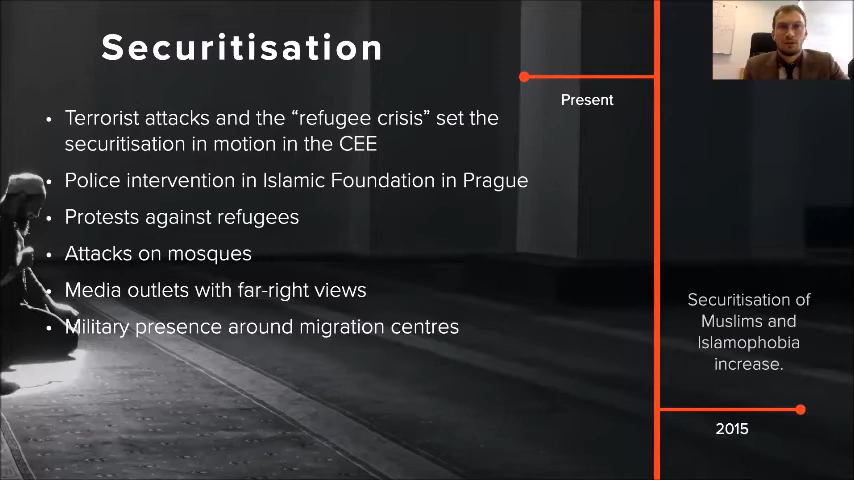 Securitisation
• Terrorist attacks and the “refugee crisis” set the
securitisation in motion in the CEE
• Police intervention in Islamic Foundation in Prague
• Protests against refugees
• Attacks on mosques
• Media outlets with far-right views
• Military presence around migration centres
Present
Securitisation of
Muslims and
Islamophobia
increase.
2015